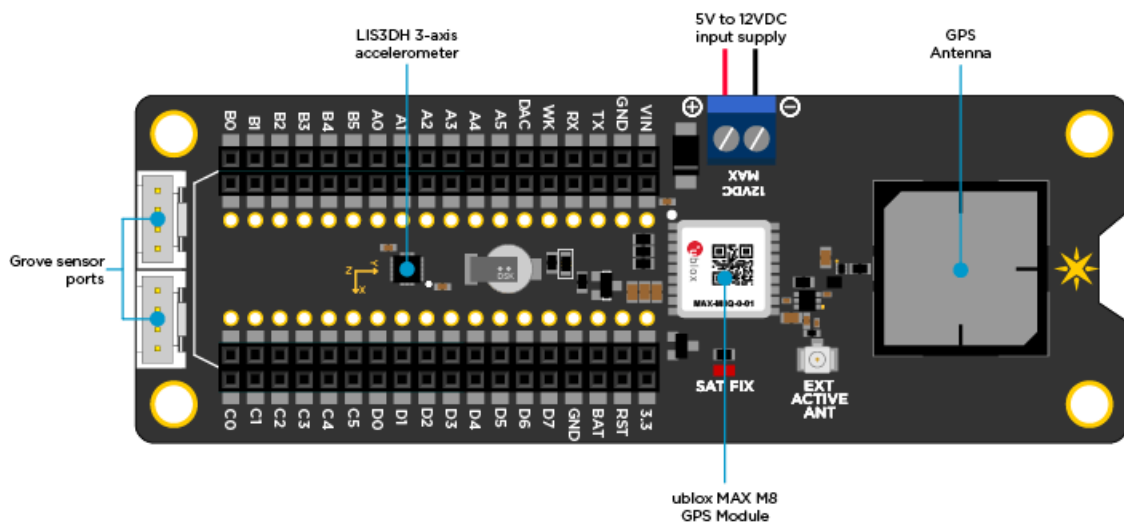 LIS3DH 3-axis
accelerometer
5V to 12VDC
input supply
GPS
Antenna
B0 B1 B2 B3 B4 B5 A0 A1 A2 A3 A4 A5 DAC WK RX TX GND VIN
+ −
12VDC
MAX
Grove sensor
ports
Z Y
X
DSK
ublox
MAX-M8Q-0-01
SAT FIX
EXT
ACTIVE
ANT
C0 C1 C2 C3 C4 C5 D0 D1 D2 D3 D4 D5 D6 D7 GND BAT RST 3.3
ublox MAX M8
GPS Module